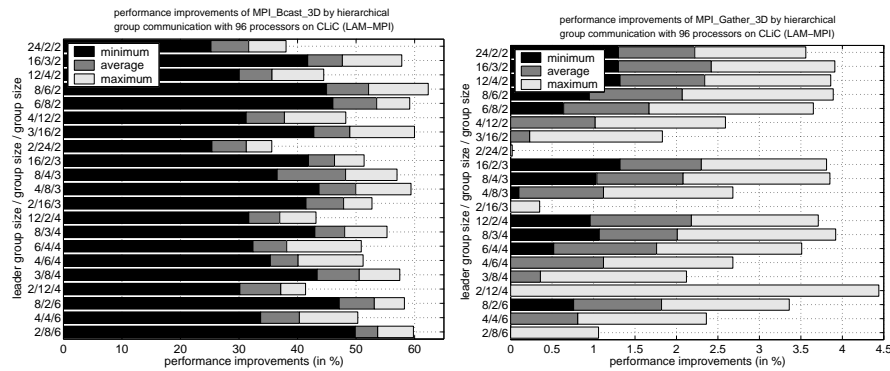 performance improvements of MPI_Bcast_3D by hierarchical
group communication with 96 processors on CLiC (LAM−MPI)
leader group size / group size / group size
24/2/2
16/3/2
12/4/2
8/6/2
6/8/2
4/12/2
3/16/2
2/24/2
16/2/3
8/4/3
4/8/3
2/16/3
12/2/4
8/3/4
6/4/4
4/6/4
3/8/4
2/12/4
8/2/6
4/4/6
2/8/6
minimum
average
maximum
0 10 20 30 40 50 60
performance improvements (in %)
performance improvements of MPI_Gather_3D by hierarchical
group communication with 96 processors on CLiC (LAM−MPI)
leader group size / group size / group size
24/2/2
16/3/2
12/4/2
8/6/2
6/8/2
4/12/2
3/16/2
2/24/2
16/2/3
8/4/3
4/8/3
2/16/3
12/2/4
8/3/4
6/4/4
4/6/4
3/8/4
2/12/4
8/2/6
4/4/6
2/8/6
minimum
average
maximum
0 0.5 1 1.5 2 2.5 3 3.5 4 4.5
performance improvements (in %)